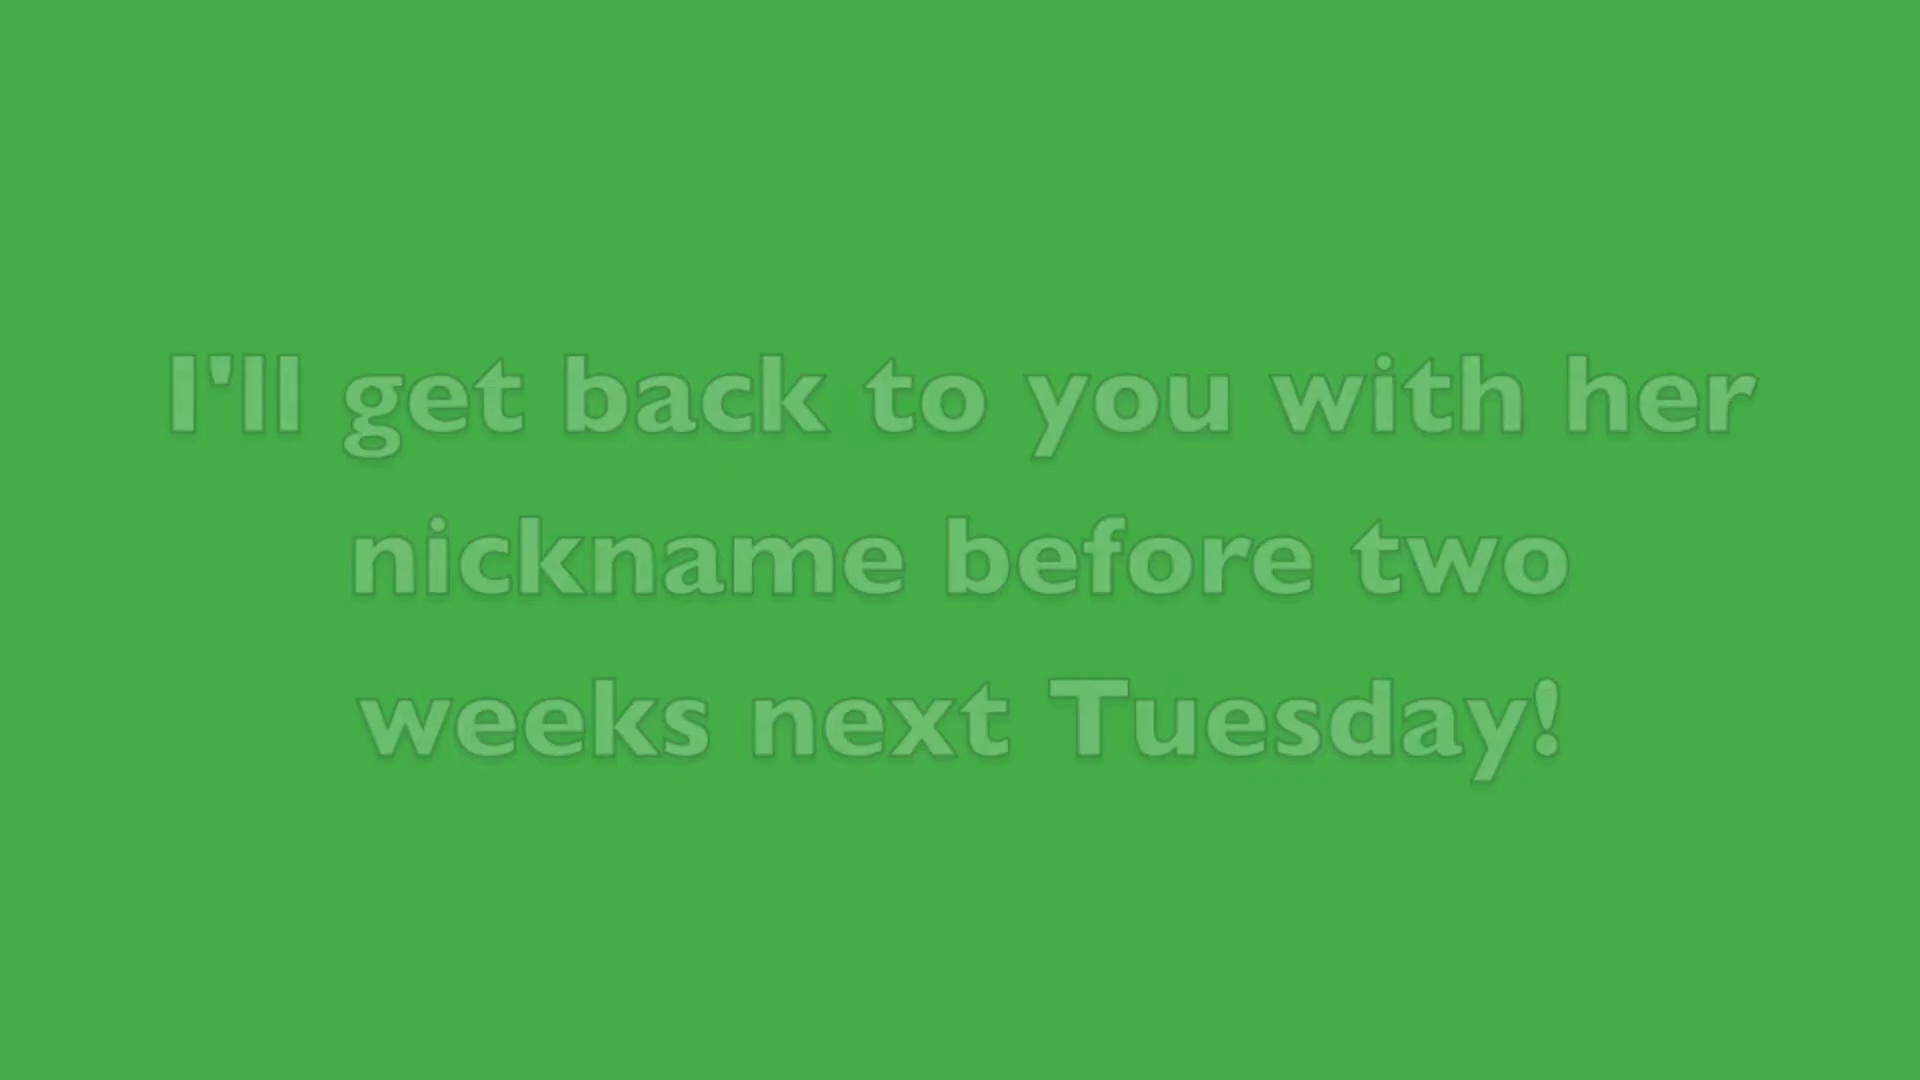 I'll get back to you with her
nickname before two
weeks next Tuesday!